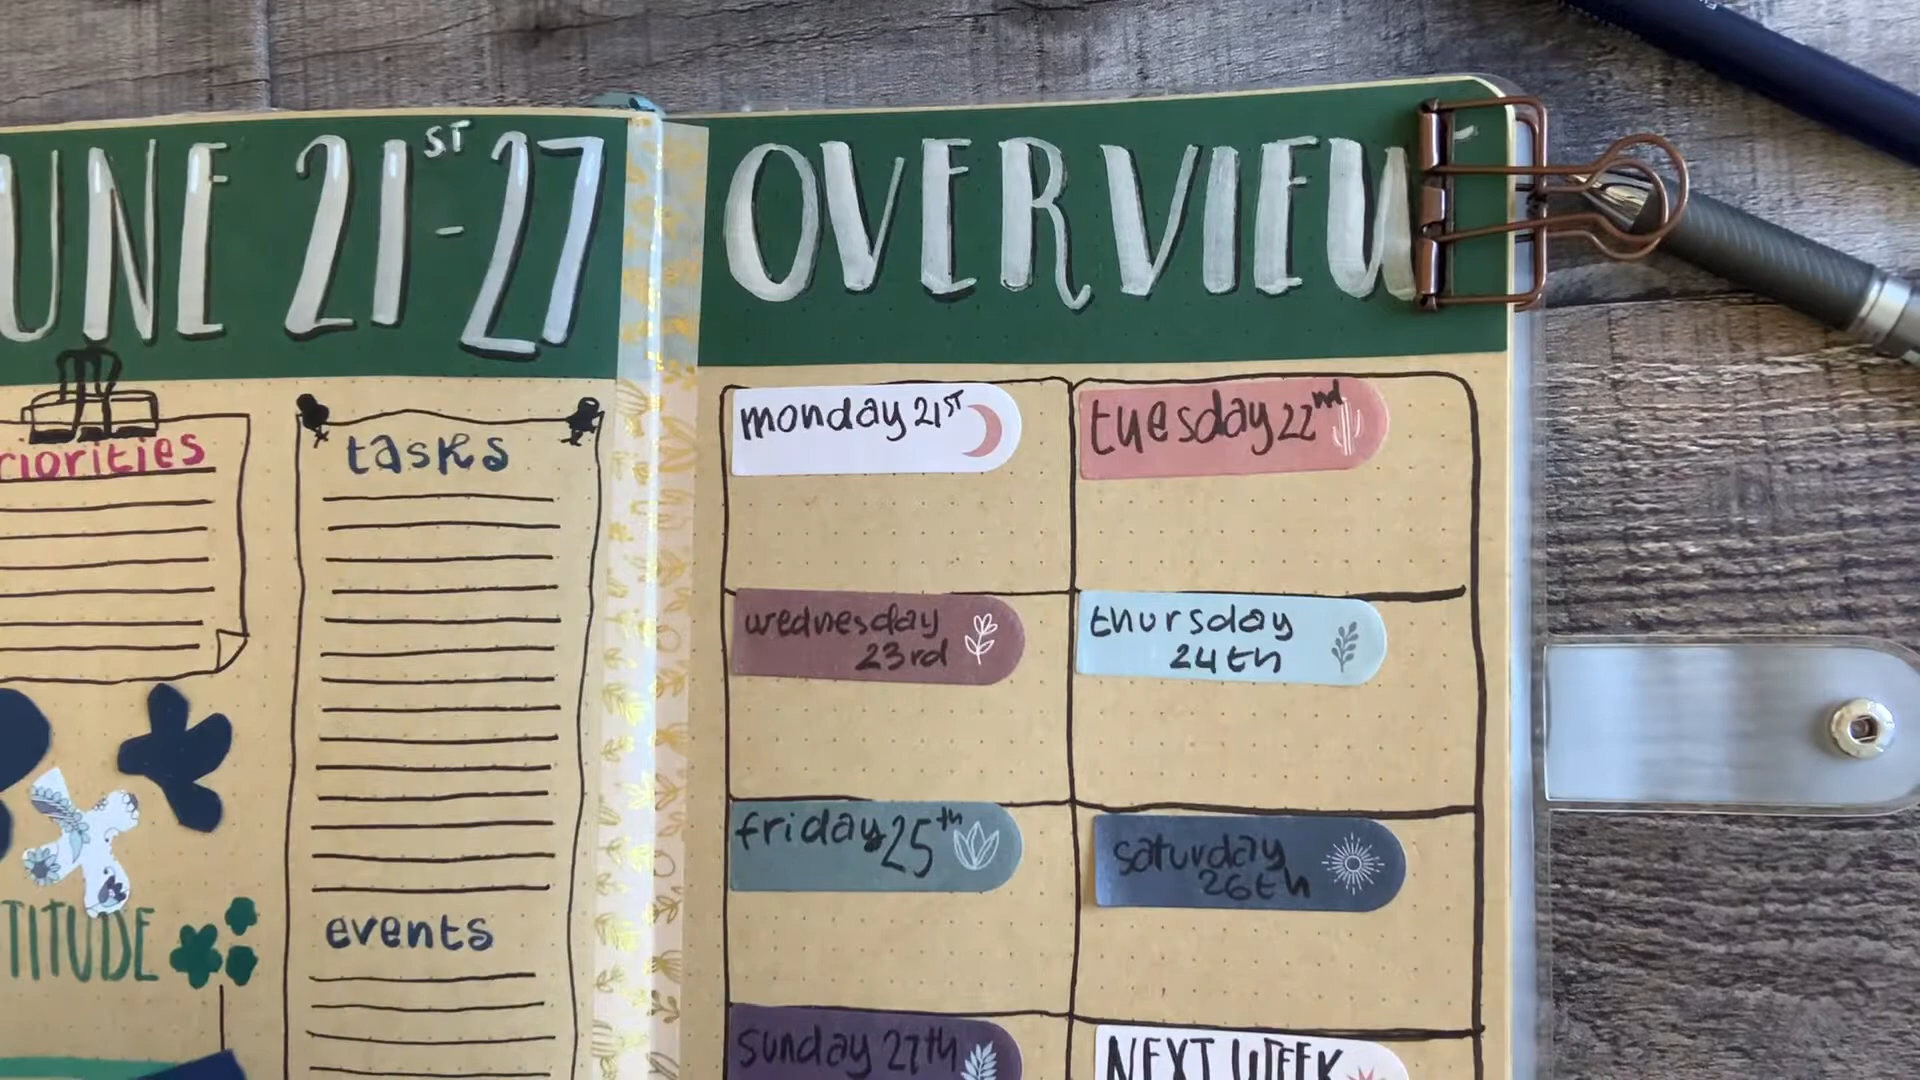 UNE 21ST - 27
riorities
tasks
TITUDE
events
OVERVIEW
monday 21ST
tuesday 22nd
wednesday
23rd
thursday
24th
friday 25th
saturday
26th
sunday 27th
NEXT WEEK